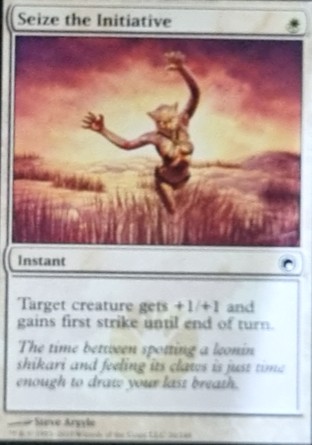 Seize the Initiative
Instant
Target creature gets +1/+1 and
gains first strike until end of turn.
The time between spotting a leonin
shikari and feeling its claws is just time
enough to draw your last breath.
Steve Argyle